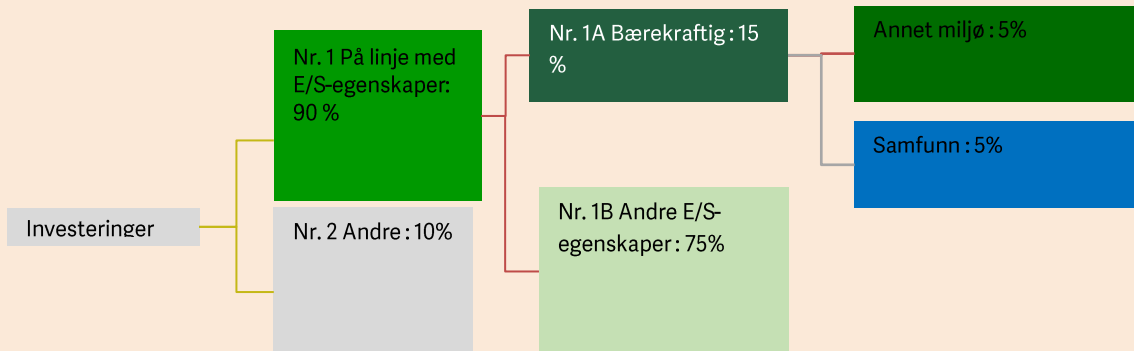 Investeringer
Nr. 1 På linje med
E/S-egenskaper:
90 %
Nr. 2 Andre : 10%
Nr. 1A Bærekraftig : 15
%
Nr. 1B Andre E/S-
egenskaper : 75%
Annet miljø : 5%
Samfunn : 5%